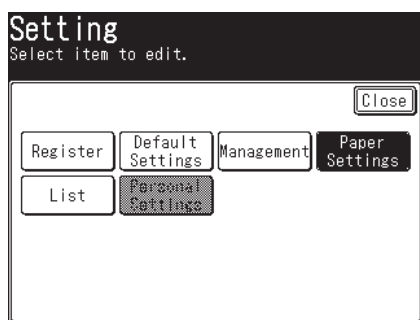 Setting
Select item to edit.
Close
Register
Default
Settings
Management
Paper
Settings
List
Personal
Settings